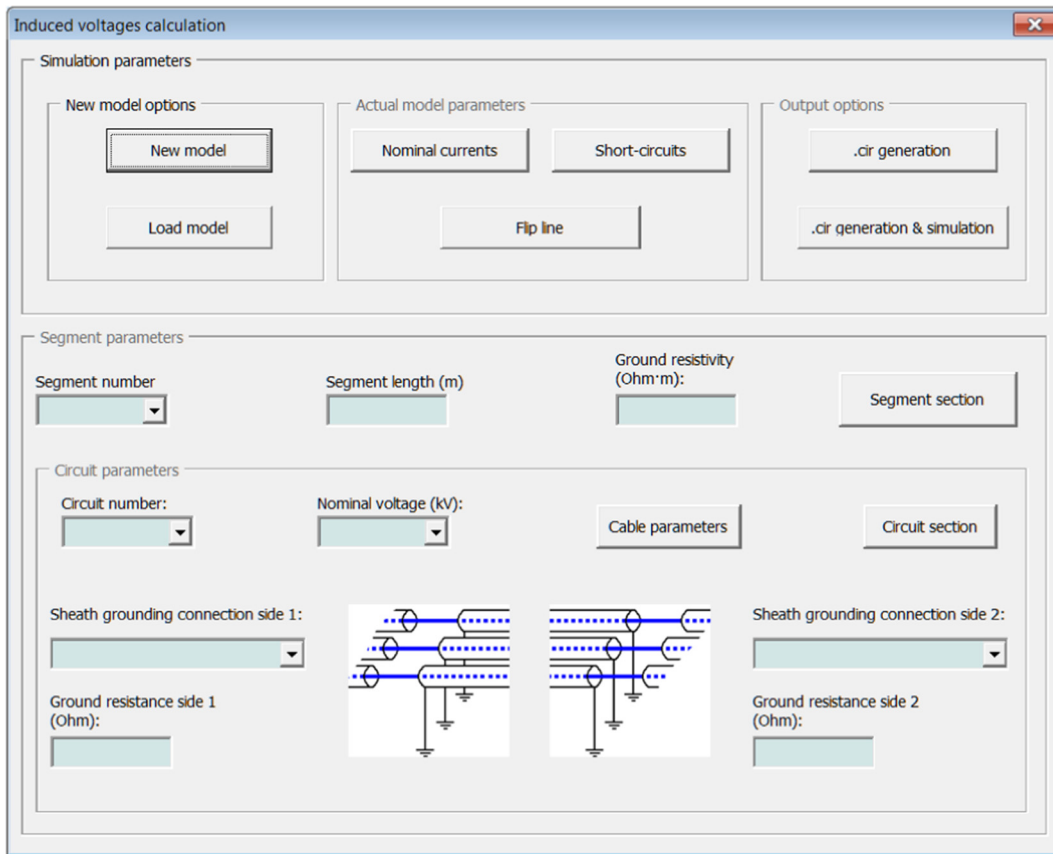 Induced voltages calculation
Simulation parameters
New model options
Actual model parameters
Output options
New model
Nominal currents
Short-circuits
.cir generation
Load model
Flip line
.cir generation & simulation
Segment parameters
Segment number
Segment length (m)
Ground resistivity
(Ohm·m):
Segment section
Circuit parameters
Circuit number:
Nominal voltage (kV):
Cable parameters
Circuit section
Sheath grounding connection side 1:
Sheath grounding connection side 2:
Ground resistance side 1
(Ohm):
Ground resistance side 2
(Ohm):